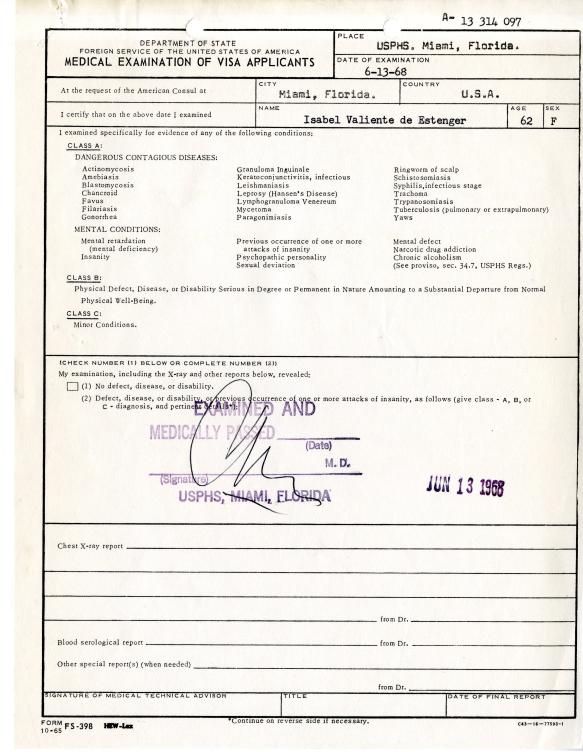 A- 13 314 097
DEPARTMENT OF STATE
FOREIGN SERVICE OF THE UNITED STATES OF AMERICA
MEDICAL EXAMINATION OF VISA APPLICANTS
PLACE
USPHS. Miami, Florida.
DATE OF EXAMINATION
6-13-68
At the request of the American Consul at
CITY
Miami, Florida.
COUNTRY
U.S.A.
I certify that on the above date I examined
NAME
Isabel Valiente de Estenger
AGE
62
SEX
F
I examined specifically for evidence of any of the following conditions:
CLASS A:
DANGEROUS CONTAGIOUS DISEASES:
Actinomycosis
Amebiasis
Blastomycosis
Chancroid
Favus
Filariasis
Gonorrhea
Granuloma Inguinale
Keratoconjunctivitis, infectious
Leishmaniasis
Leprosy (Hansen's Disease)
Lymphogranuloma Venereum
Mycetoma
Paragonimiasis
Ringworm of scalp
Schistosomiasis
Syphilis, infectious stage
Trachoma
Trypanosomiasis
Tuberculosis (pulmonary or extrapulmonary)
Yaws
MENTAL CONDITIONS:
Mental retardation
(mental deficiency)
Insanity
Previous occurrence of one or more
attacks of insanity
Psychopathic personality
Sexual deviation
Mental defect
Narcotic drug addiction
Chronic alcoholism
(See proviso, sec. 34.7, USPHS Regs.)
CLASS B:
Physical Defect, Disease, or Disability Serious in Degree or Permanent in Nature Amounting to a Substantial Departure from Normal
Physical Well-Being.
CLASS C:
Minor Conditions.
(CHECK NUMBER (1) BELOW OR COMPLETE NUMBER (2))
My examination, including the X-ray and other reports below, revealed:
(1) No defect, disease, or disability.
(2) Defect, disease, or disability, or previous occurrence of one or more attacks of insanity, as follows (give class - A, B, or
C - diagnosis, and pertinent details*):
EXAMINED AND
MEDICALLY PASSED
(Date)
M. D.
(Signature)
USPHS, MIAMI, FLORIDA
JUN 13 1968
Chest X-ray report
from Dr.
Blood serological report
from Dr.
Other special report(s) (when needed)
from Dr.
SIGNATURE OF MEDICAL TECHNICAL ADVISOR
TITLE
DATE OF FINAL REPORT
FORM
10-65 FS-398 HEW-Lex
*Continue on reverse side if necessary.
C43-16-77593-1